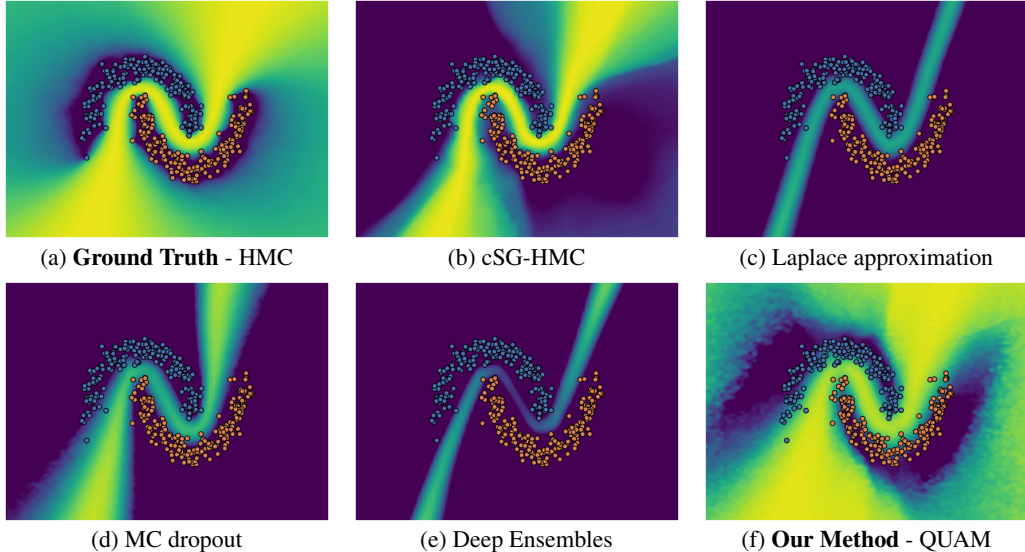 (a) Ground Truth - HMC
(b) cSG-HMC
(c) Laplace approximation
(d) MC dropout
(e) Deep Ensembles
(f) Our Method - QUAM